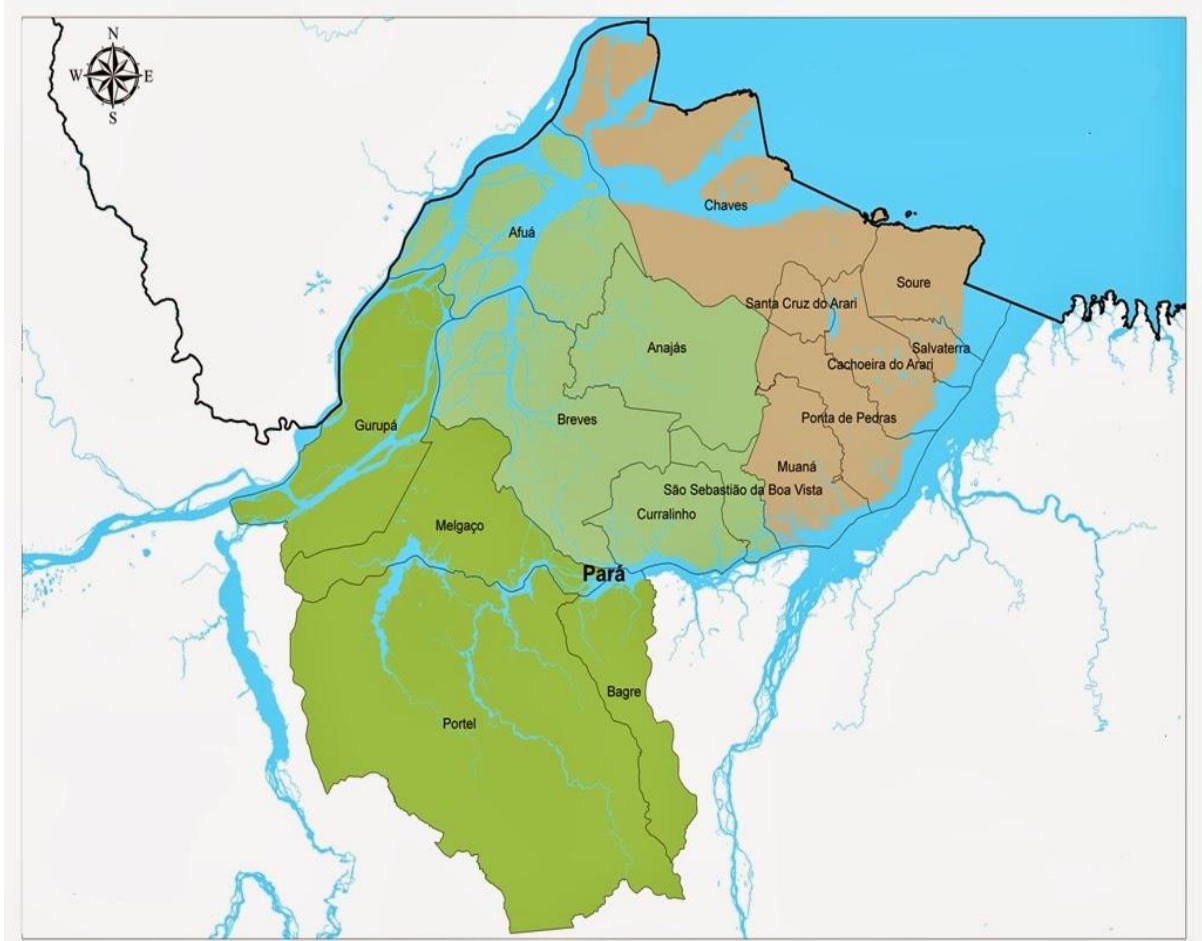 N
W E
S
Chaves
Afuá
Soure
Santa Cruz do Arari
Anajás
Salvaterra
Cachoeira do Arari
Ponta de Pedras
Breves
Gurupá
Muaná
São Sebastião da Boa Vista
Curralinho
Melgaço
Pará
Bagre
Portel